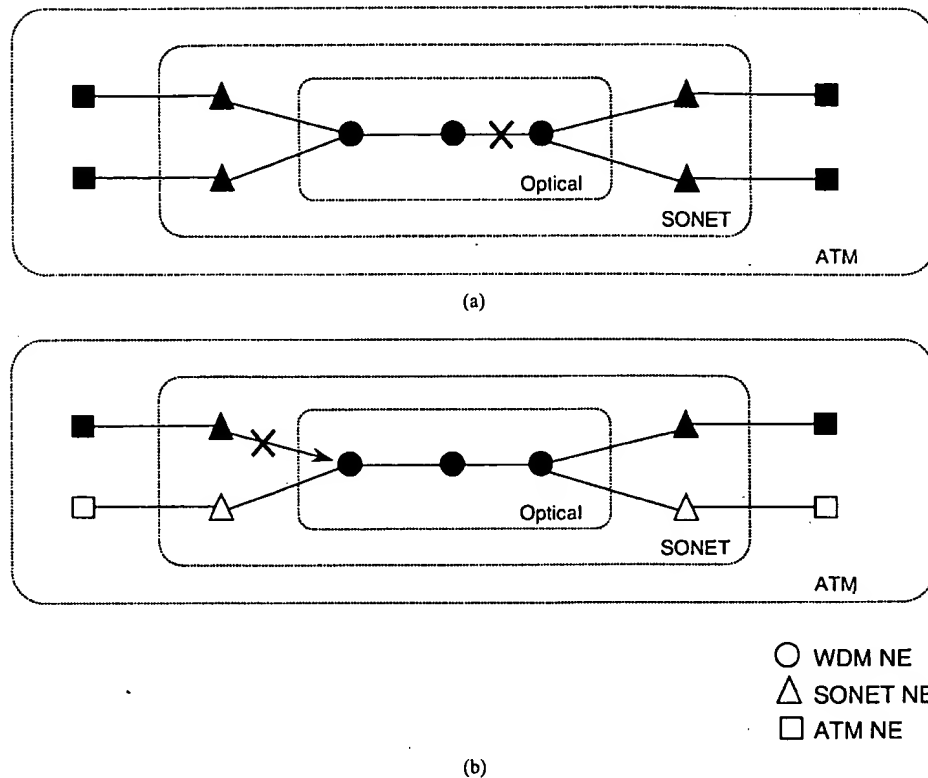 Optical
SONET
ATM
(a)
Optical
SONET
ATM
WDM NE
SONET NE
ATM NE
(b)